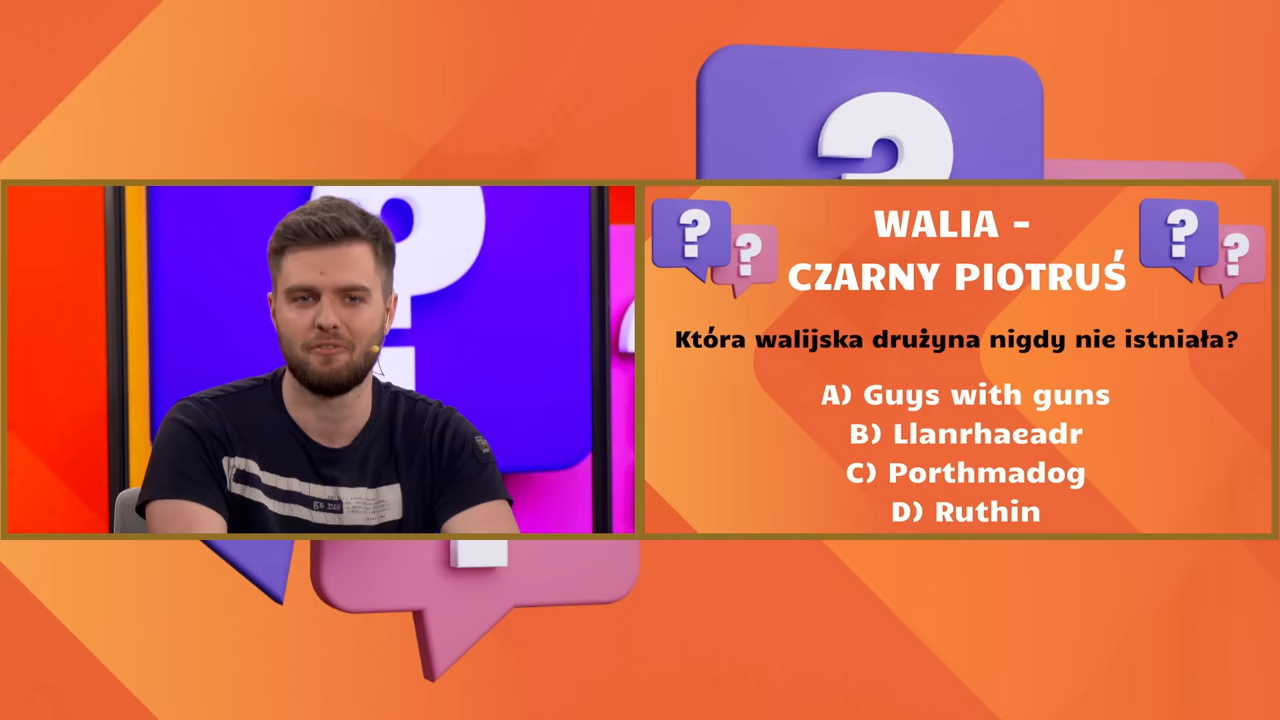 WALIA -
CZARNY PIOTRUŚ
Która walijska drużyna nigdy nie istniała?
A) Guys with guns
B) Llanrhaeadr
C) Porthmadog
D) Ruthin